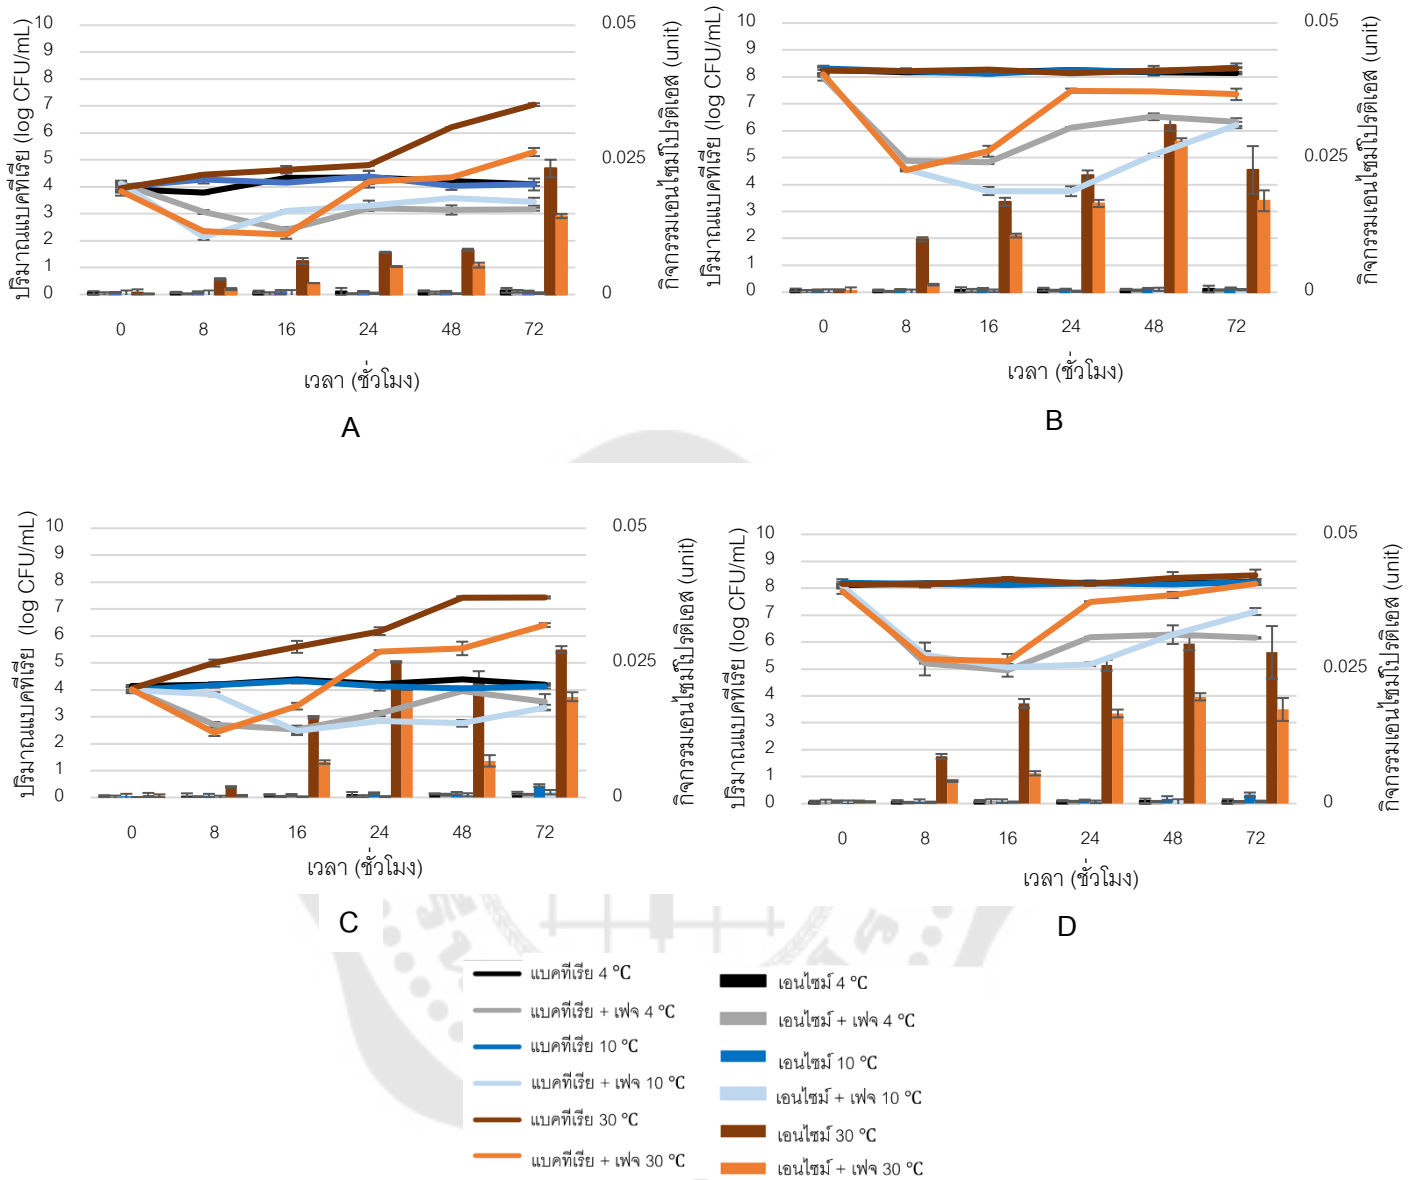 ปริมาณแบคทีเรีย (log CFU/mL)
10
9
8
7
6
5
4
3
2
1
0
0.05
0.025
0
กิจกรรมเอนไซม์โปรติเอส (unit)
0 8 16 24 48 72
เวลา (ชั่วโมง)
A
ปริมาณแบคทีเรีย (log CFU/mL)
10
9
8
7
6
5
4
3
2
1
0
0.05
0.025
0
กิจกรรมเอนไซม์โปรติเอส (unit)
0 8 16 24 48 72
เวลา (ชั่วโมง)
B
ปริมาณแบคทีเรีย (log CFU/mL)
10
9
8
7
6
5
4
3
2
1
0
0.05
0.025
0
กิจกรรมเอนไซม์โปรติเอส (unit)
0 8 16 24 48 72
เวลา (ชั่วโมง)
C
ปริมาณแบคทีเรีย (log CFU/mL)
10
9
8
7
6
5
4
3
2
1
0
0.05
0.025
0
กิจกรรมเอนไซม์โปรติเอส (unit)
0 8 16 24 48 72
เวลา (ชั่วโมง)
D
แบคทีเรีย 4 °C
แบคทีเรีย + เฟจ 4 °C
แบคทีเรีย 10 °C
แบคทีเรีย + เฟจ 10 °C
แบคทีเรีย 30 °C
แบคทีเรีย + เฟจ 30 °C
เอนไซม์ 4 °C
เอนไซม์ + เฟจ 4 °C
เอนไซม์ 10 °C
เอนไซม์ + เฟจ 10 °C
เอนไซม์ 30 °C
เอนไซม์ + เฟจ 30 °C